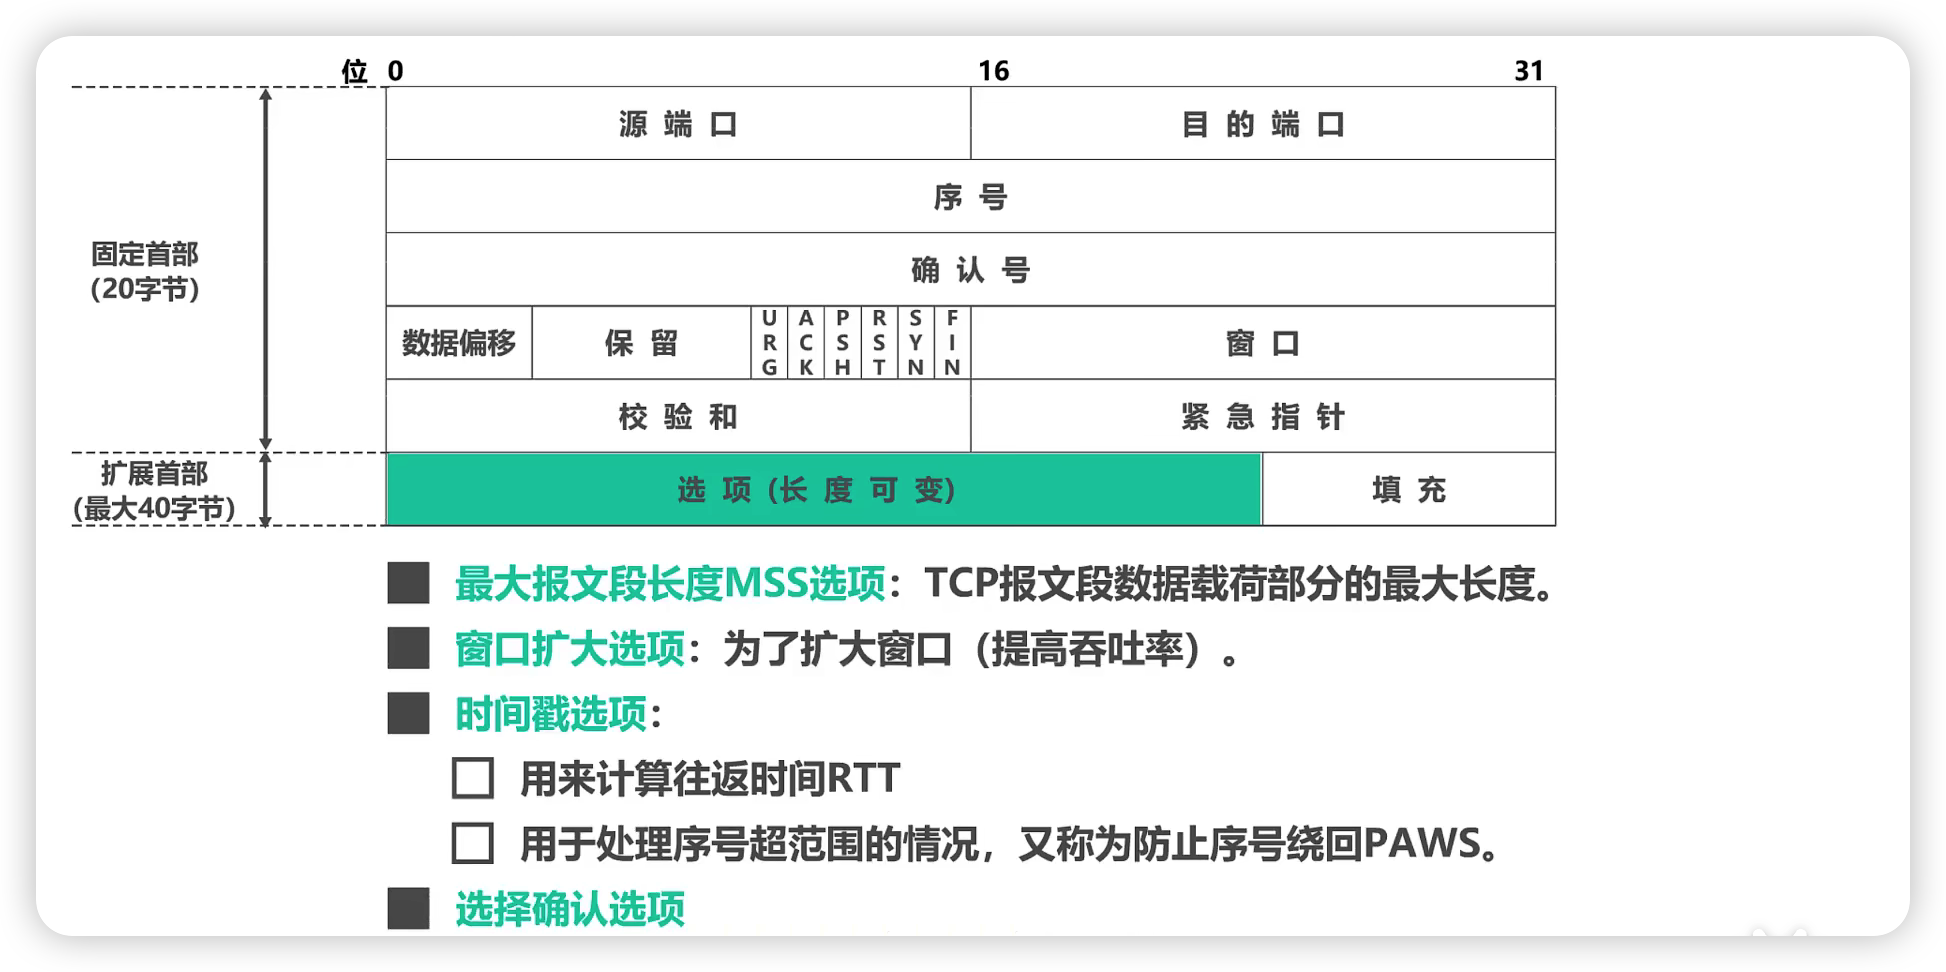 位 0 16 31
源 端 口 目 的 端 口
序 号
固定首部
(20字节)
确 认 号
数据偏移 保 留 URG ACK PSH RST SYN FIN 窗 口
校 验 和 紧 急 指 针
扩展首部
(最大40字节)
选 项 (长 度 可 变) 填 充
最大报文段长度MSS选项：TCP报文段数据载荷部分的最大长度。
窗口扩大选项：为了扩大窗口（提高吞吐率）。
时间戳选项：
用来计算往返时间RTT
用于处理序号超范围的情况，又称为防止序号绕回PAWS。
选择确认选项